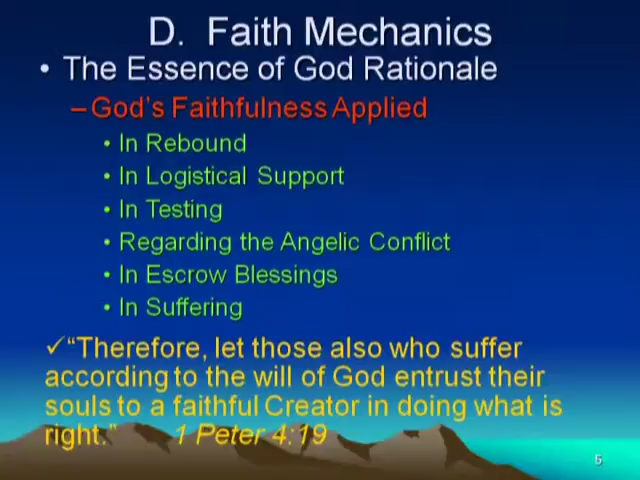 D. Faith Mechanics
• The Essence of God Rationale
–God's Faithfulness Applied
• In Rebound
• In Logistical Support
• In Testing
• Regarding the Angelic Conflict
• In Escrow Blessings
• In Suffering
✓“Therefore, let those also who suffer
according to the will of God entrust their
souls to a faithful Creator in doing what is
right.” 1 Peter 4:19
5